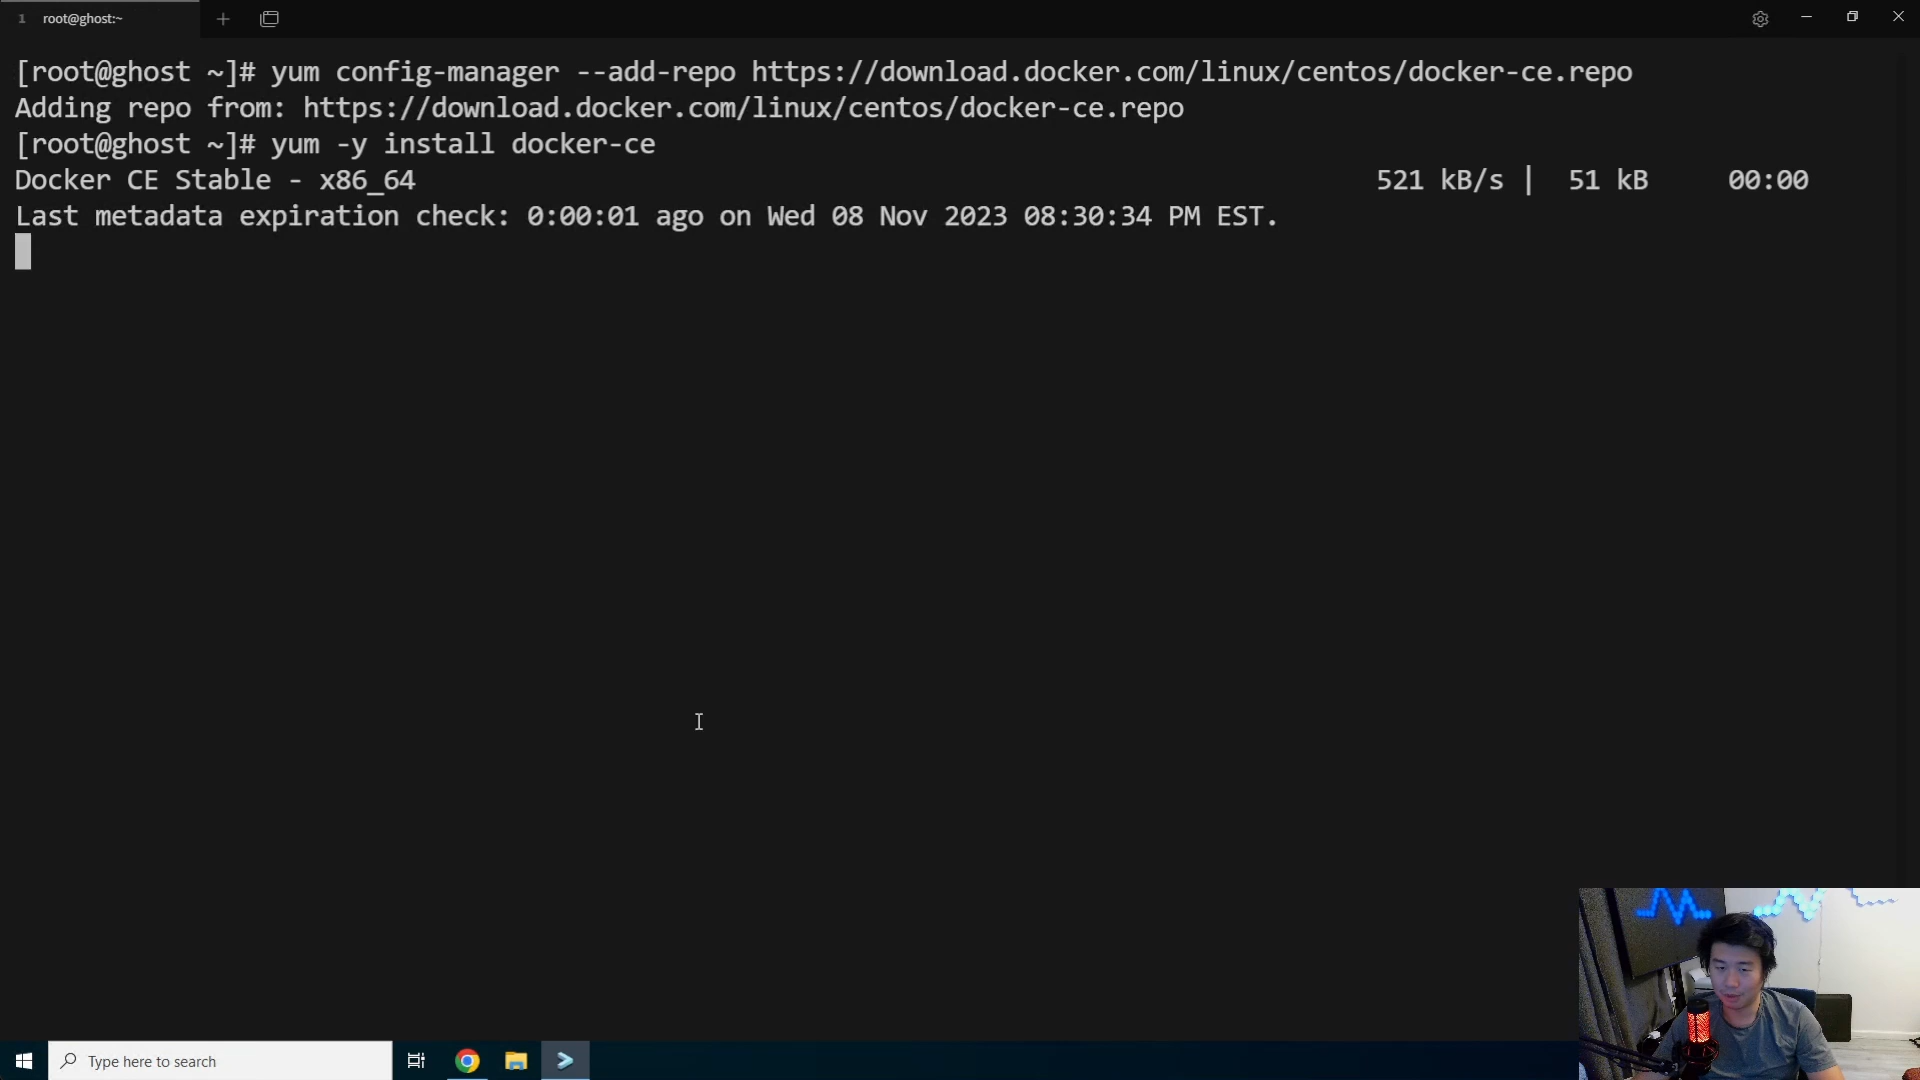 1 root@ghost:~
[root@ghost ~]# yum config-manager --add-repo https://download.docker.com/linux/centos/docker-ce.repo
Adding repo from: https://download.docker.com/linux/centos/docker-ce.repo
[root@ghost ~]# yum -y install docker-ce
Docker CE Stable - x86_64 521 kB/s | 51 kB 00:00
Last metadata expiration check: 0:00:01 ago on Wed 08 Nov 2023 08:30:34 PM EST.
Type here to search